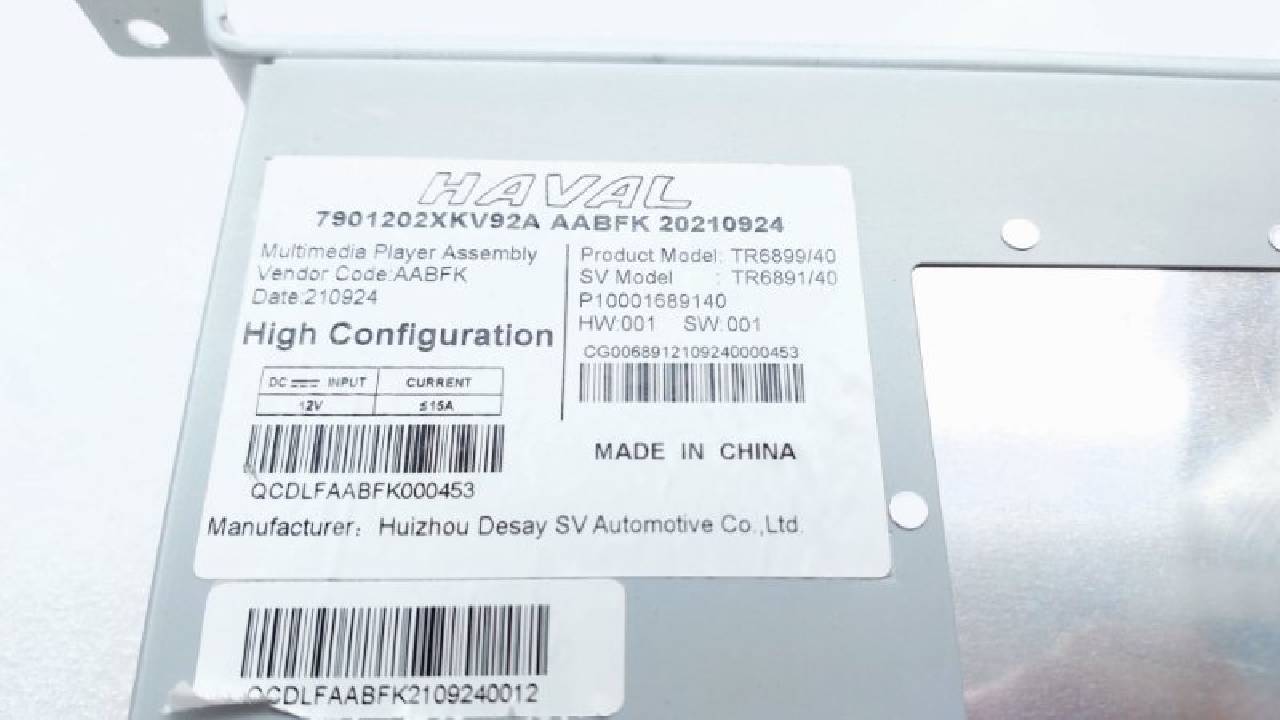 HAVAL
7901202XKV92A AABFK 20210924
Multimedia Player Assembly
Vendor Code:AABFK
Date:210924
High Configuration
DC INPUT CURRENT
12V ≤15A
QCDLFAABFK000453
Product Model: TR6899/40
SV Model : TR6891/40
P10001689140
HW:001 SW:001
CG0068912109240000453
MADE IN CHINA
Manufacturer: Huizhou Desay SV Automotive Co.,Ltd.
QCDLFAABFK2109240012